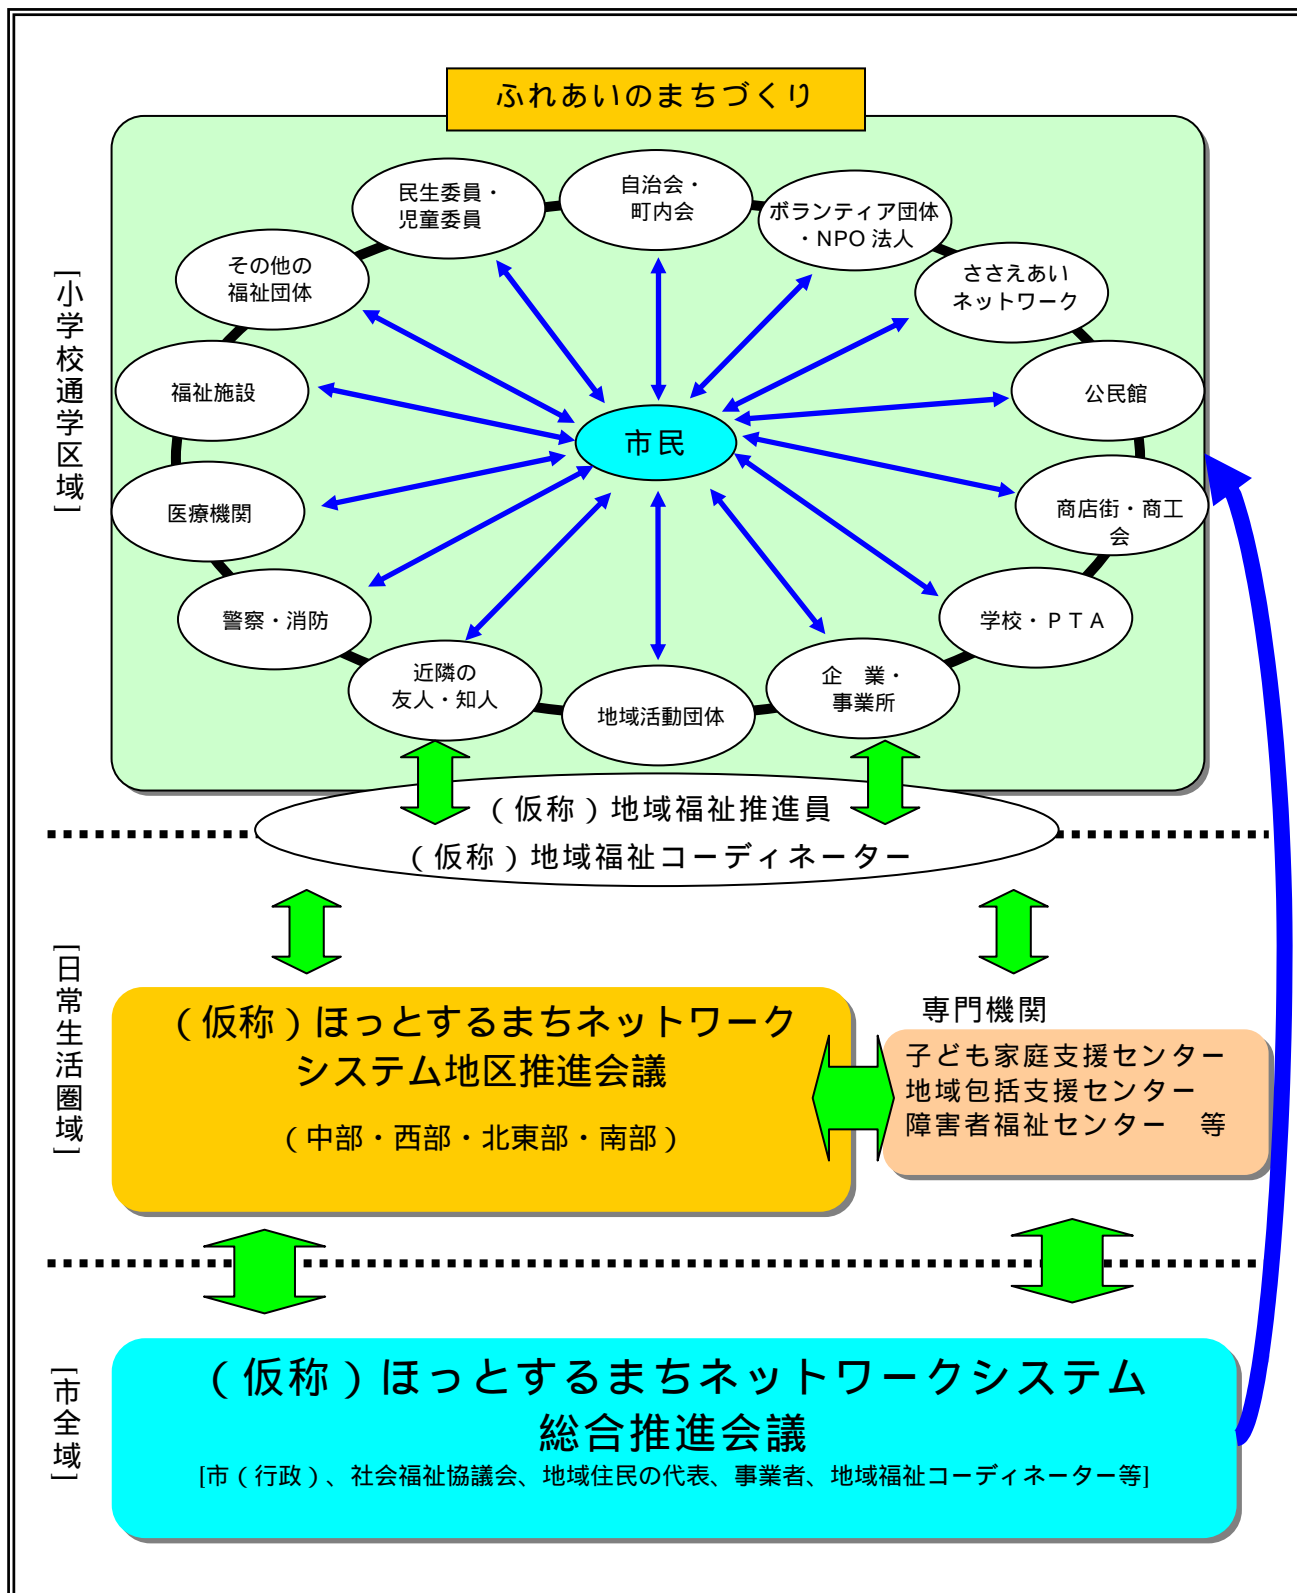 ふれあいのまちづくり
[小学校通学区域]
民生委員・
児童委員
自治会・
町内会
ボランティア団体
・NPO 法人
その他の
福祉団体
ささえあい
ネットワーク
福祉施設
公民館
市民
医療機関
商店街・商工
会
警察・消防
学校・ＰＴＡ
近隣の
友人・知人
地域活動団体
企　業・
事業所
（仮称）地域福祉推進員
（仮称）地域福祉コーディネーター
[日常生活圏域]
（仮称）ほっとするまちネットワーク
システム地区推進会議
（中部・西部・北東部・南部）
専門機関
子ども家庭支援センター
地域包括支援センター
障害者福祉センター　等
[市全域]
（仮称）ほっとするまちネットワークシステム
総合推進会議
[市（行政）、社会福祉協議会、地域住民の代表、事業者、地域福祉コーディネーター等]